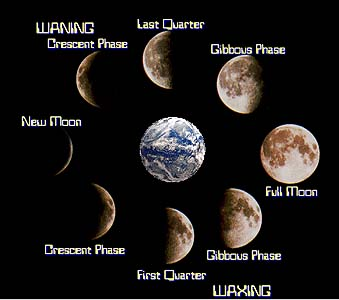 WANING
Last Quarter
Crescent Phase
Gibbous Phase
New Moon
Full Moon
Crescent Phase
Gibbous Phase
First Quarter
WAXING